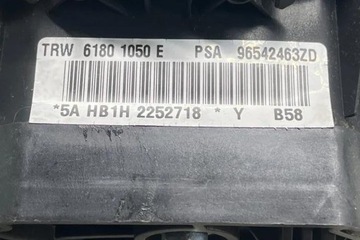 TRW 6180 1050 E PSA 96542463ZD
*5A HB1H 2252718 * Y B58